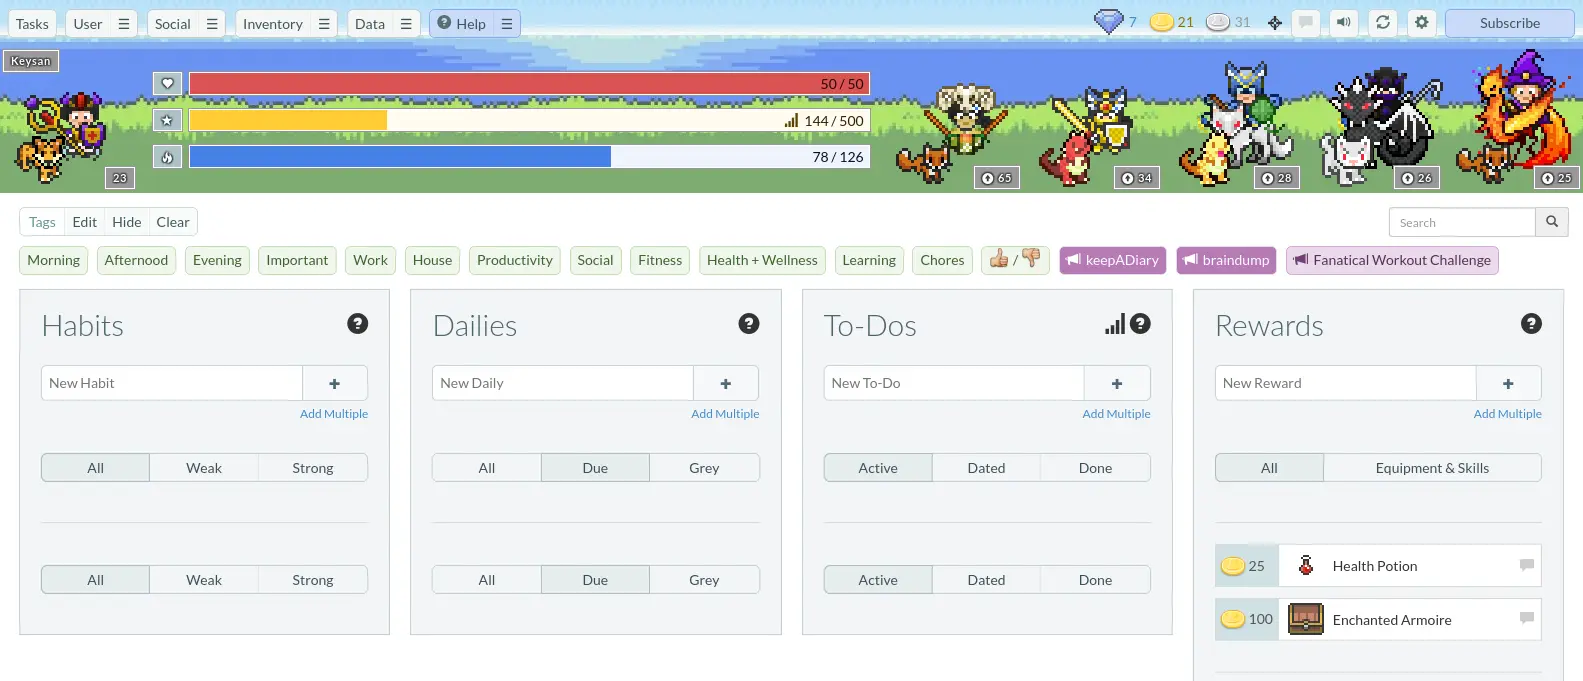 Tasks User Social Inventory Data Help 7 21 31 Subscribe
Keysan
50 / 50
144 / 500
78 / 126
23 65 34 28 26 25
Tags Edit Hide Clear Search
Morning Afternoon Evening Important Work House Productivity Social Fitness Health + Wellness Learning Chores 👍 / 👎 keepADiary braindump Fanatical Workout Challenge
Habits
New Habit
Add Multiple
All Weak Strong
All Weak Strong
Dailies
New Daily
Add Multiple
All Due Grey
All Due Grey
To-Dos
New To-Do
Add Multiple
Active Dated Done
Active Dated Done
Rewards
New Reward
Add Multiple
All Equipment & Skills
25 Health Potion
100 Enchanted Armoire